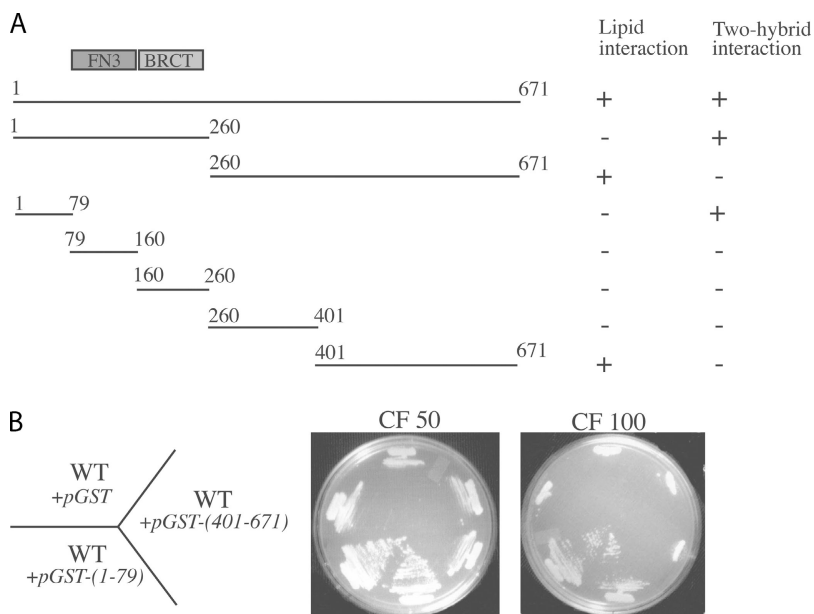 A
Lipid interaction
Two-hybrid interaction
FN3 BRCT
1 671 + +
1 260 - +
260 671 + -
1 79 - +
79 160 - -
160 260 - -
260 401 - -
401 671 + -
B
CF 50
CF 100
WT
+pGST
WT
+pGST-(401-671)
WT
+pGST-(1-79)